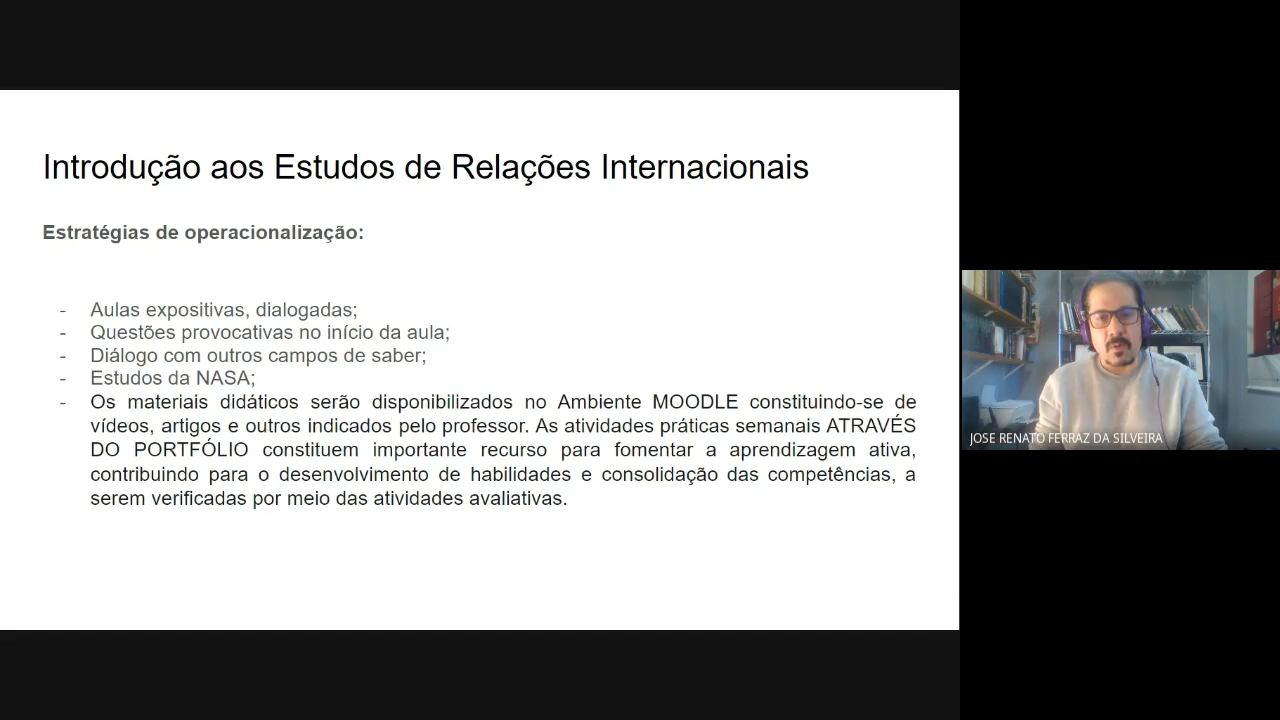 Introdução aos Estudos de Relações Internacionais
Estratégias de operacionalização:
- Aulas expositivas, dialogadas;
- Questões provocativas no início da aula;
- Diálogo com outros campos de saber;
- Estudos da NASA;
- Os materiais didáticos serão disponibilizados no Ambiente MOODLE constituindo-se de
vídeos, artigos e outros indicados pelo professor. As atividades práticas semanais ATRAVÉS
DO PORTFÓLIO constituem importante recurso para fomentar a aprendizagem ativa,
contribuindo para o desenvolvimento de habilidades e consolidação das competências, a
serem verificadas por meio das atividades avaliativas.
JOSE RENATO FERRAZ DA SILVEIRA